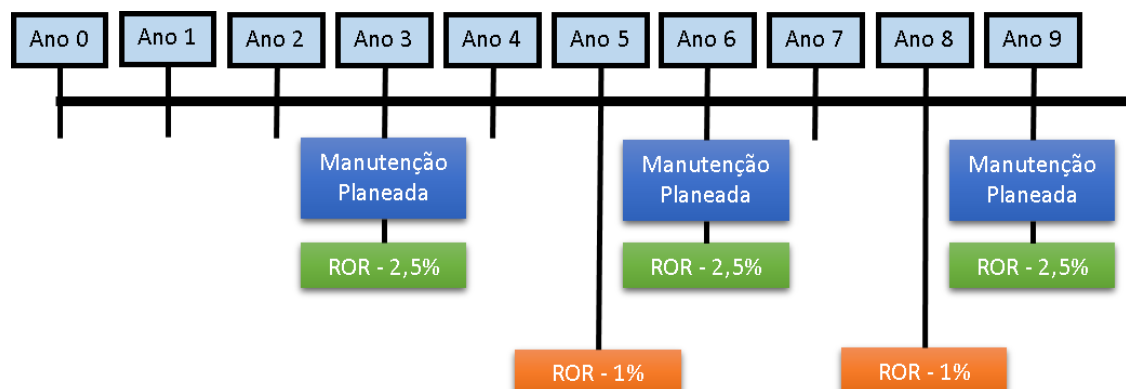 Ano 0
Ano 1
Ano 2
Ano 3
Ano 4
Ano 5
Ano 6
Ano 7
Ano 8
Ano 9
Manutenção
Planeada
Manutenção
Planeada
Manutenção
Planeada
ROR - 2,5%
ROR - 2,5%
ROR - 2,5%
ROR - 1%
ROR - 1%